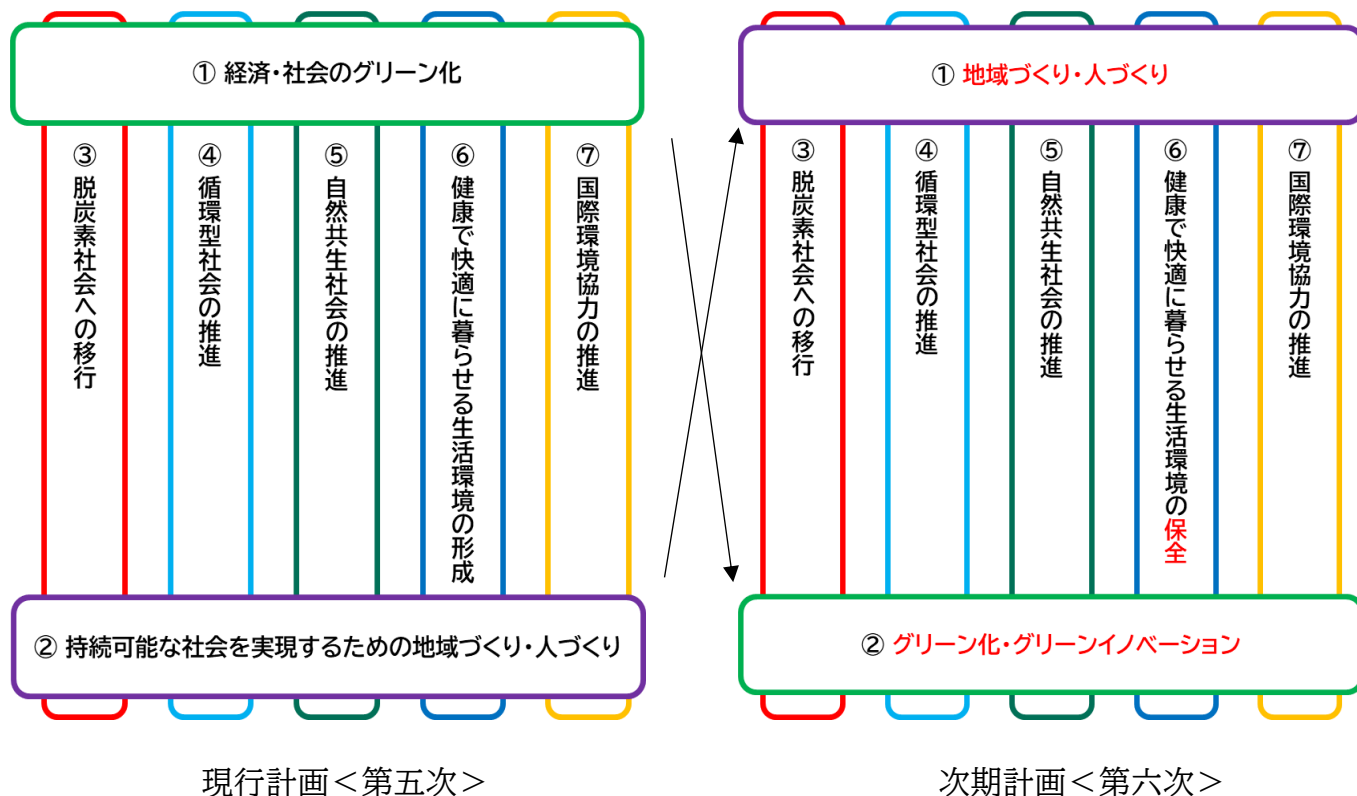 ① 経済・社会のグリーン化
③ 脱炭素社会への移行
④ 循環型社会の推進
⑤ 自然共生社会の推進
⑥ 健康で快適に暮らせる生活環境の形成
⑦ 国際環境協力の推進
② 持続可能な社会を実現するための地域づくり・人づくり
現行計画＜第五次＞
① 地域づくり・人づくり
③ 脱炭素社会への移行
④ 循環型社会の推進
⑤ 自然共生社会の推進
⑥ 健康で快適に暮らせる生活環境の保全
⑦ 国際環境協力の推進
② グリーン化・グリーンイノベーション
次期計画＜第六次＞